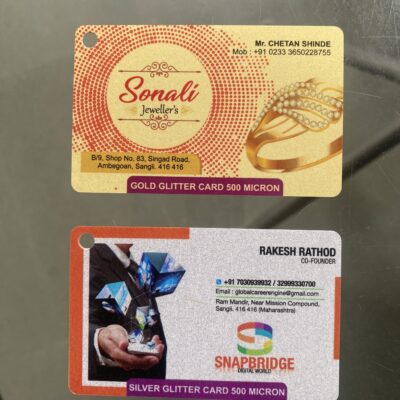 Mr. CHETAN SHINDE
Mob : +91 0233 3650228755
Sonali
Jeweller's
B/9, Shop No. 83, Singad Road,
Ambegoan, Sangli. 416 416
GOLD GLITTER CARD 500 MICRON
RAKESH RATHOD
CO-FOUNDER
+91 7030939932 / 32999330700
Email : globalcareerengine@gmail.com
Ram Mandir, Near Mission Compound,
Sangli. 416 416 (Maharashtra)
SNAPBRIDGE
DIGITAL WORLD
SILVER GLITTER CARD 500 MICRON